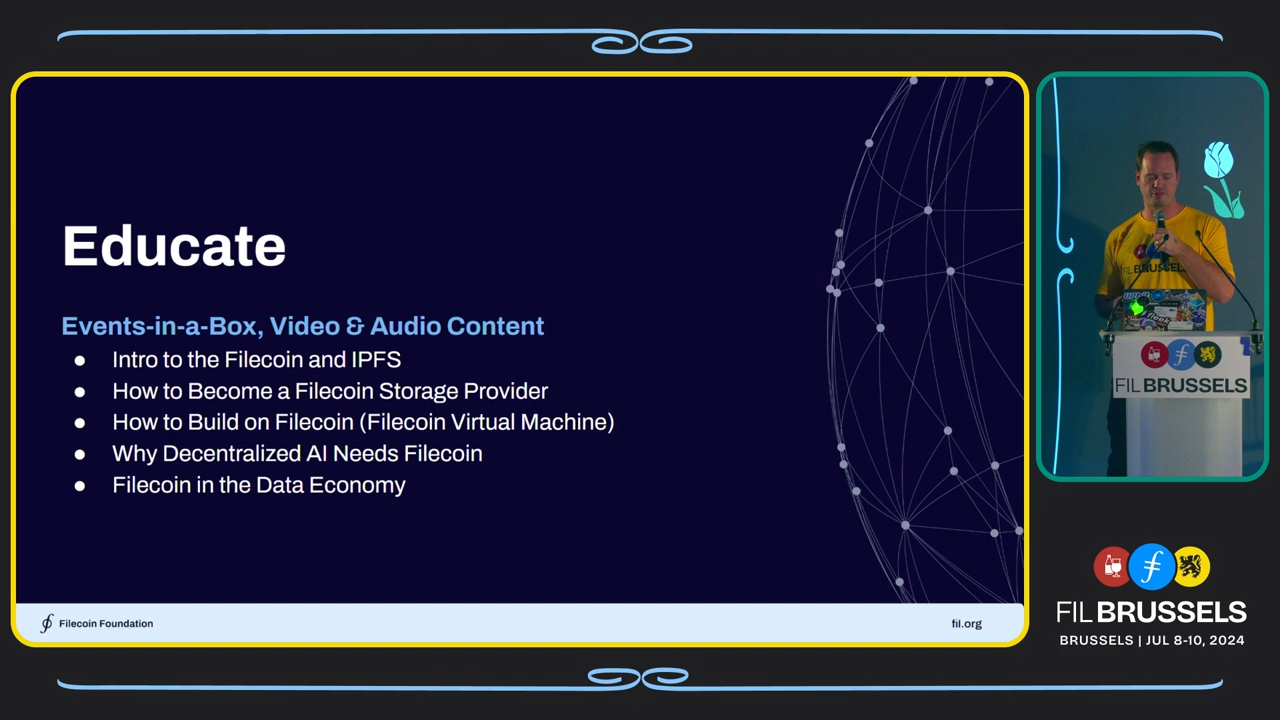 Educate
Events-in-a-Box, Video & Audio Content
● Intro to the Filecoin and IPFS
● How to Become a Filecoin Storage Provider
● How to Build on Filecoin (Filecoin Virtual Machine)
● Why Decentralized AI Needs Filecoin
● Filecoin in the Data Economy
Filecoin Foundation
fil.org
FIL BRUSSELS
FIL BRUSSELS
FIL BRUSSELS
BRUSSELS | JUL 8-10, 2024